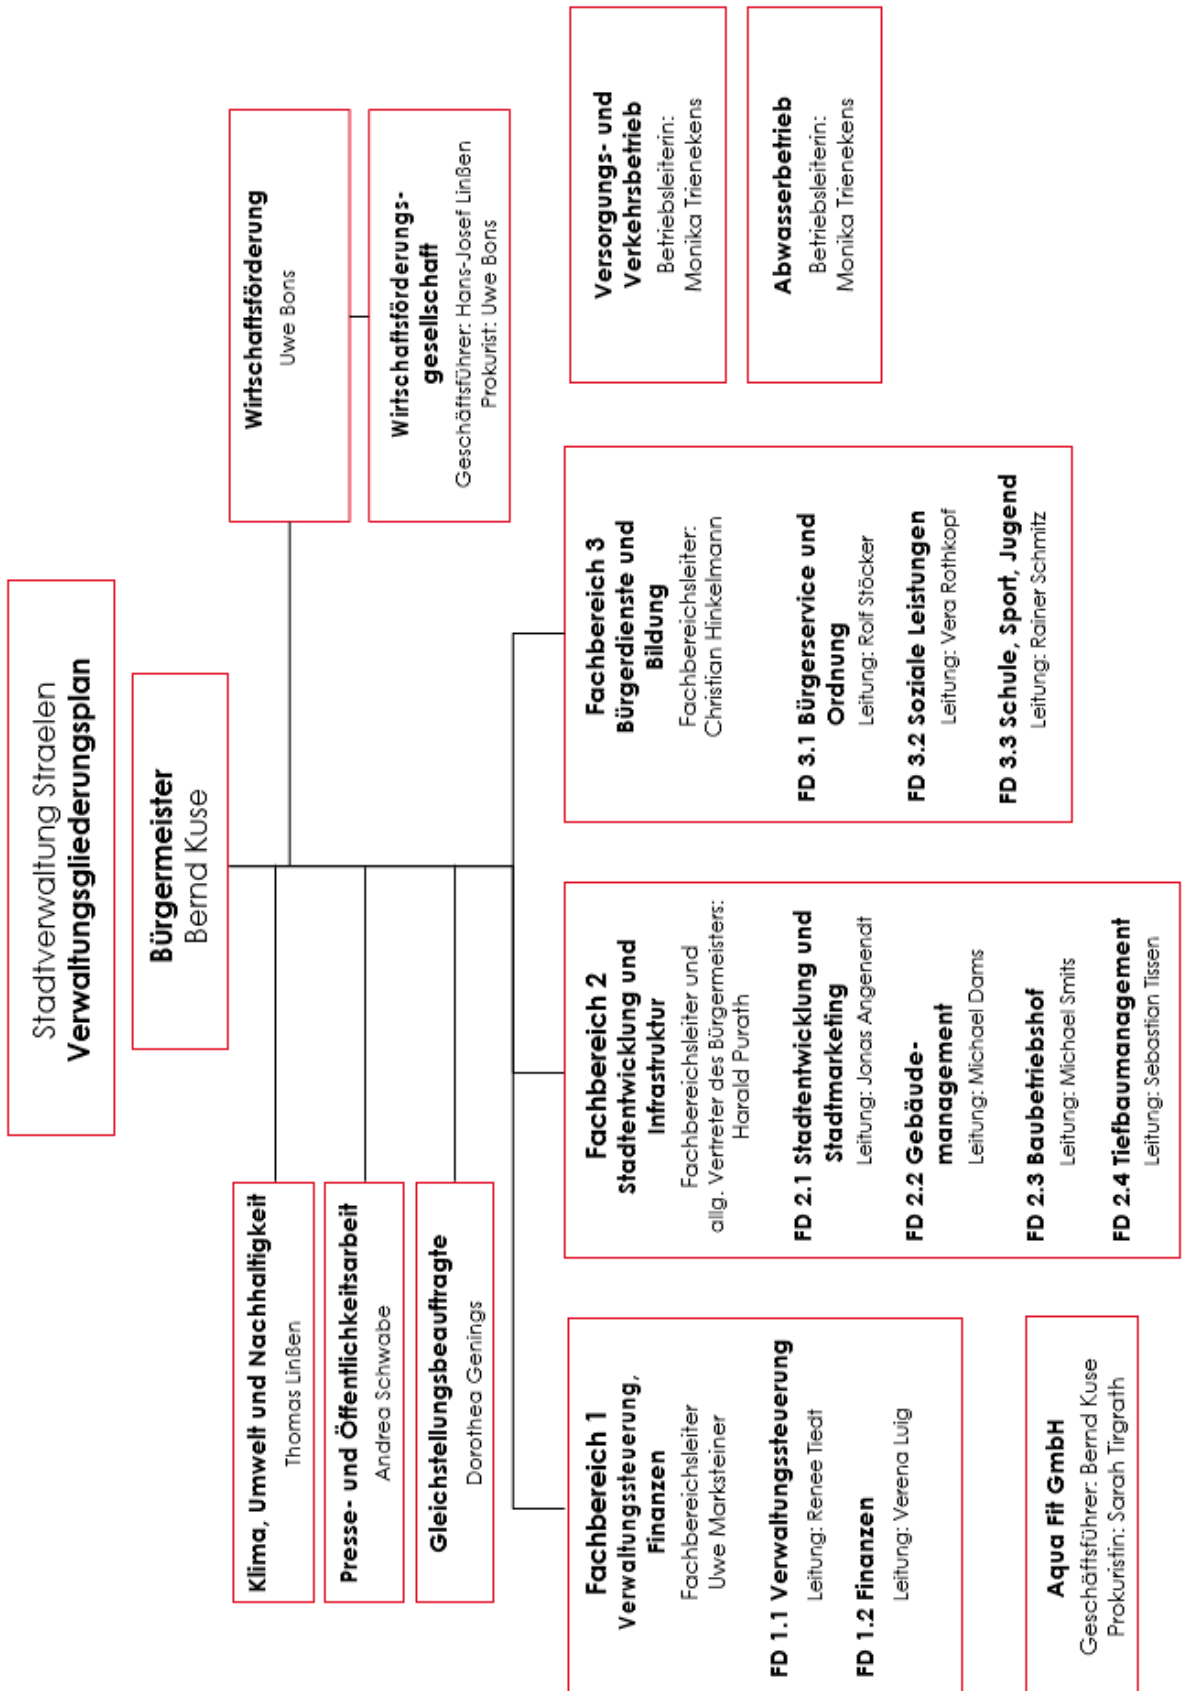 Stadtverwaltung Straelen
Verwaltungsgliederungsplan
Bürgermeister
Bernd Kuse
Klima, Umwelt und Nachhaltigkeit
Thomas Linßen
Presse- und Öffentlichkeitsarbeit
Andrea Schwabe
Gleichstellungsbeauftragte
Dorothea Genings
Wirtschaftsförderung
Uwe Bons
Wirtschaftsförderungs-
gesellschaft
Geschäftsführer: Hans-Josef Linßen
Prokurist: Uwe Bons
Fachbereich 1
Verwaltungssteuerung,
Finanzen
Fachbereichsleiter
Uwe Marksteiner
FD 1.1 Verwaltungssteuerung
Leitung: Renee Tiedt
FD 1.2 Finanzen
Leitung: Verena Luig
Fachbereich 2
Stadtentwicklung und
Infrastruktur
Fachbereichsleiter und
allg. Vertreter des Bürgermeisters:
Harald Purath
FD 2.1 Stadtentwicklung und
Stadtmarketing
Leitung: Jonas Angenendt
FD 2.2 Gebäude-
management
Leitung: Michael Dams
FD 2.3 Baubetriebshof
Leitung: Michael Smits
FD 2.4 Tiefbaumanagement
Leitung: Sebastian Tissen
Fachbereich 3
Bürgerdienste und
Bildung
Fachbereichsleiter:
Christian Hinkelmann
FD 3.1 Bürgerservice und
Ordnung
Leitung: Rolf Stöcker
FD 3.2 Soziale Leistungen
Leitung: Vera Rothkopf
FD 3.3 Schule, Sport, Jugend
Leitung: Rainer Schmitz
Versorgungs- und
Verkehrsbetrieb
Betriebsleiterin:
Monika Trienekens
Abwasserbetrieb
Betriebsleiterin:
Monika Trienekens
Aqua Fit GmbH
Geschäftsführer: Bernd Kuse
Prokuristin: Sarah Tirgrath